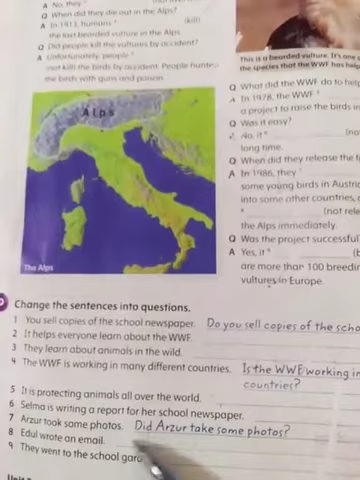 A No, they
Q When did they die out in the Alps?
A In 1913, humans (kill)
the last bearded vulture in the Alps.
Q Did people kill the vultures by accident?
A Unfortunately, people
not kill the birds by accident. People
the birds with guns and poison.
Alps
The Alps
This is a bearded vulture. It's one
the species that the WWF has
Q What did the WWF do to
A In 1978, the WWF
a project to raise the birds in
Q Was it easy?
No, it
long time.
Q When did they release the
A In 1986, they
some young birds in
into some other countries,
(not
the Alps immediately.
Q Was the project successful
A Yes, it
are more than 100
vultures in Europe.
Change the sentences into questions.
1 You sell copies of the school newspaper. Do you sell copies of the
2 It helps everyone learn about the WWF.
3 They learn about animals in the wild.
4 The WWF is working in many different countries. Is the WWF working in
countries?
5 It is protecting animals all over the world.
6 Selma is writing a report for her school newspaper.
7 Arzur took some photos. Did Arzur take some photos?
8 Edul wrote an email.
9 They went to the school